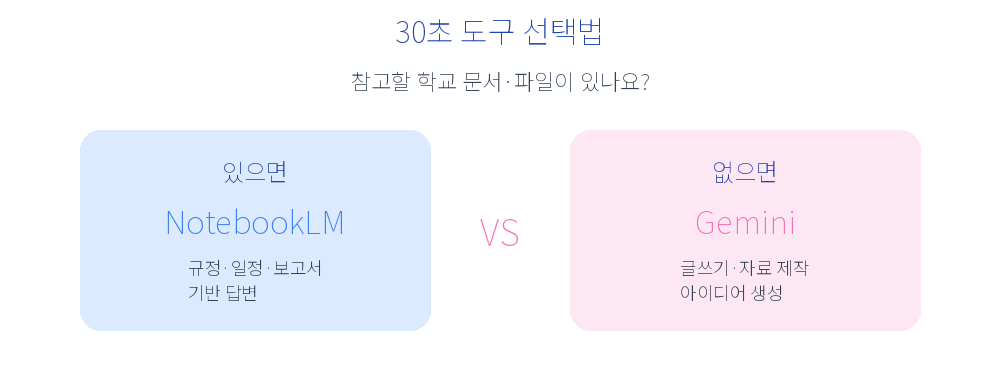 30초 도구 선택법
참고할 학교 문서·파일이 있나요?
있으면
NotebookLM
규정·일정·보고서
기반 답변
VS
없으면
Gemini
글쓰기·자료 제작
아이디어 생성